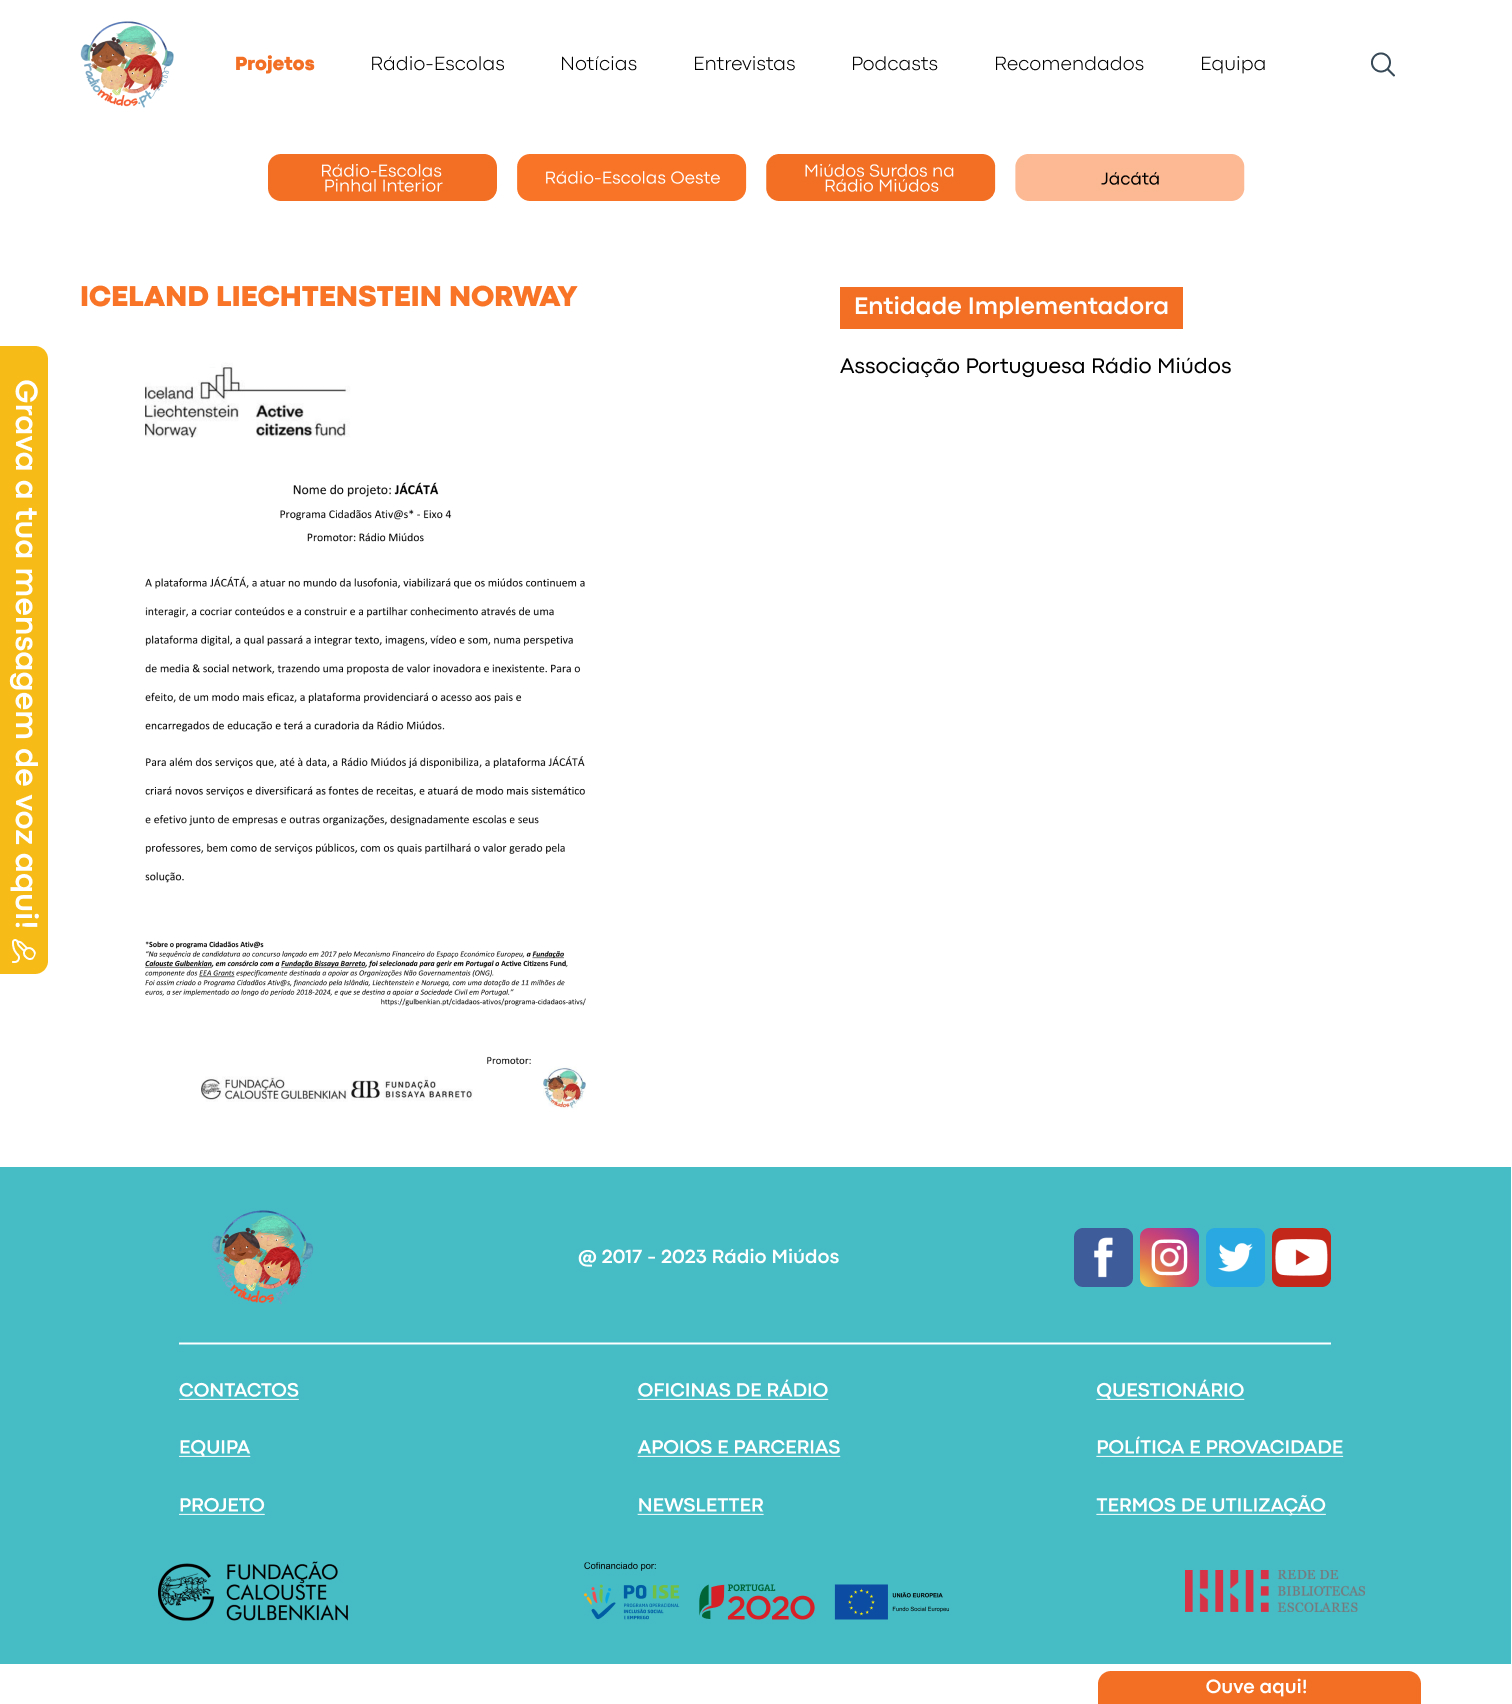 radiomiudos.pt
Projetos
Rádio-Escolas
Notícias
Entrevistas
Podcasts
Recomendados
Equipa
Rádio-Escolas
Pinhal Interior
Rádio-Escolas Oeste
Miúdos Surdos na
Rádio Miúdos
Jácátá
ICELAND LIECHTENSTEIN NORWAY
Entidade Implementadora
Associação Portuguesa Rádio Miúdos
Grava a tua mensagem de voz aqui!
Iceland
Liechtenstein
Norway
Active
citizens fund
Nome do projeto: JÁCÁTÁ
Programa Cidadãos Ativ@s* - Eixo 4
Promotor: Rádio Miúdos
A plataforma JÁCÁTÁ, a atuar no mundo da lusofonia, viabilizará que os miúdos continuem a
interagir, a cocriar conteúdos e a construir e a partilhar conhecimento através de uma
plataforma digital, a qual passará a integrar texto, imagens, vídeo e som, numa perspetiva
de media & social network, trazendo uma proposta de valor inovadora e inexistente. Para o
efeito, de um modo mais eficaz, a plataforma providenciará o acesso aos pais e
encarregados de educação e terá a curadoria da Rádio Miúdos.
Para além dos serviços que, até à data, a Rádio Miúdos já disponibiliza, a plataforma JÁCÁTÁ
criará novos serviços e diversificará as fontes de receitas, e atuará de modo mais sistemático
e efetivo junto de empresas e outras organizações, designadamente escolas e seus
professores, bem como de serviços públicos, com os quais partilhará o valor gerado pela
solução.
*Sobre o programa Cidadãos Ativ@s
"Na sequência de candidatura ao concurso lançado em 2017 pelo Mecanismo Financeiro do Espaço Económico Europeu, a Fundação
Calouste Gulbenkian, em consórcio com a Fundação Bissaya Barreto, foi selecionada para gerir em Portugal o Active Citizens Fund,
componente dos EEA Grants especificamente destinada a apoiar as Organizações Não Governamentais (ONG).
Foi assim criado o Programa Cidadãos Ativ@s, financiado pela Islândia, Liechtenstein e Noruega, com uma dotação de 11 milhões de
euros, a ser implementado ao longo do período 2018-2024, e que se destina a apoiar a Sociedade Civil em Portugal."
https://gulbenkian.pt/cidadaos-ativos/programa-cidadaos-ativs/
Promotor:
FUNDAÇÃO
CALOUSTE GULBENKIAN
FUNDAÇÃO
BISSAYA BARRETO
radiomiudos.pt
miudos.pt
@ 2017 - 2023 Rádio Miúdos
CONTACTOS
OFICINAS DE RÁDIO
QUESTIONÁRIO
EQUIPA
APOIOS E PARCERIAS
POLÍTICA E PROVACIDADE
PROJETO
NEWSLETTER
TERMOS DE UTILIZAÇÃO
FUNDAÇÃO
CALOUSTE
GULBENKIAN
Cofinanciado por:
PO ISE
PROGRAMA OPERACIONAL
INCLUSÃO SOCIAL
E EMPREGO
PORTUGAL
2020
UNIÃO EUROPEIA
Fundo Social Europeu
REDE DE
BIBLIOTECAS
ESCOLARES
Ouve aqui!